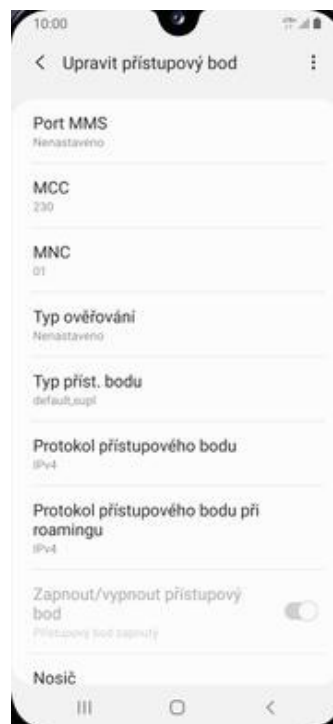 10:00
Upravit přístupový bod
Port MMS
Nenastaveno
MCC
230
MNC
01
Typ ověřování
Nenastaveno
Typ příst. bodu
default,supl
Protokol přístupového bodu
IPv4
Protokol přístupového bodu při
roamingu
IPv4
Zapnout/vypnout přístupový
bod
Přístupový bod zapnutý
Nosič